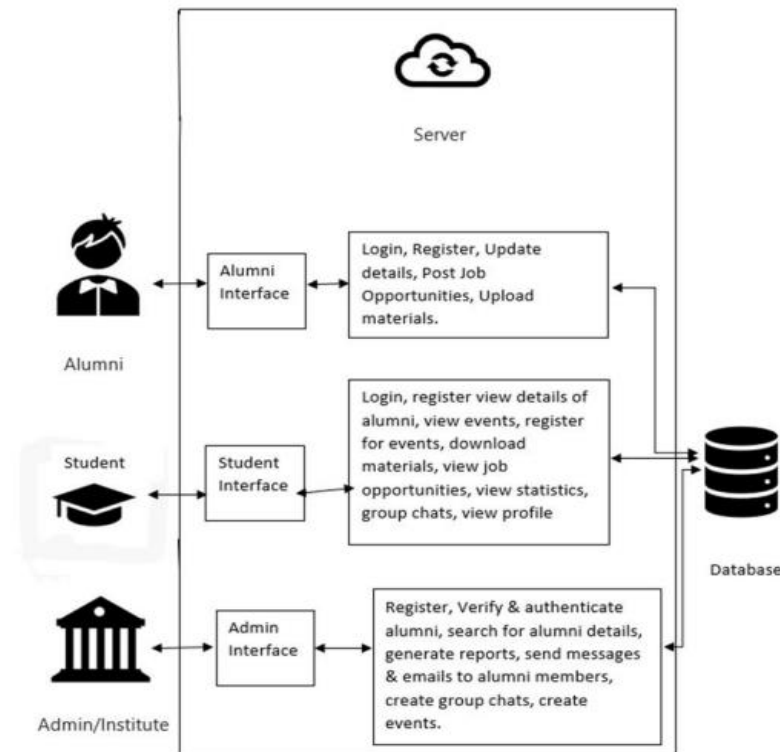 Server
Alumni
Interface
Login, Register, Update
details, Post Job
Opportunities, Upload
materials.
Alumni
Student
Student
Interface
Login, register view details of
alumni, view events, register
for events, download
materials, view job
opportunities, view statistics,
group chats, view profile
Database
Admin
Interface
Register, Verify & authenticate
alumni, search for alumni details,
generate reports, send messages
& emails to alumni members,
create group chats, create
events.
Admin/Institute